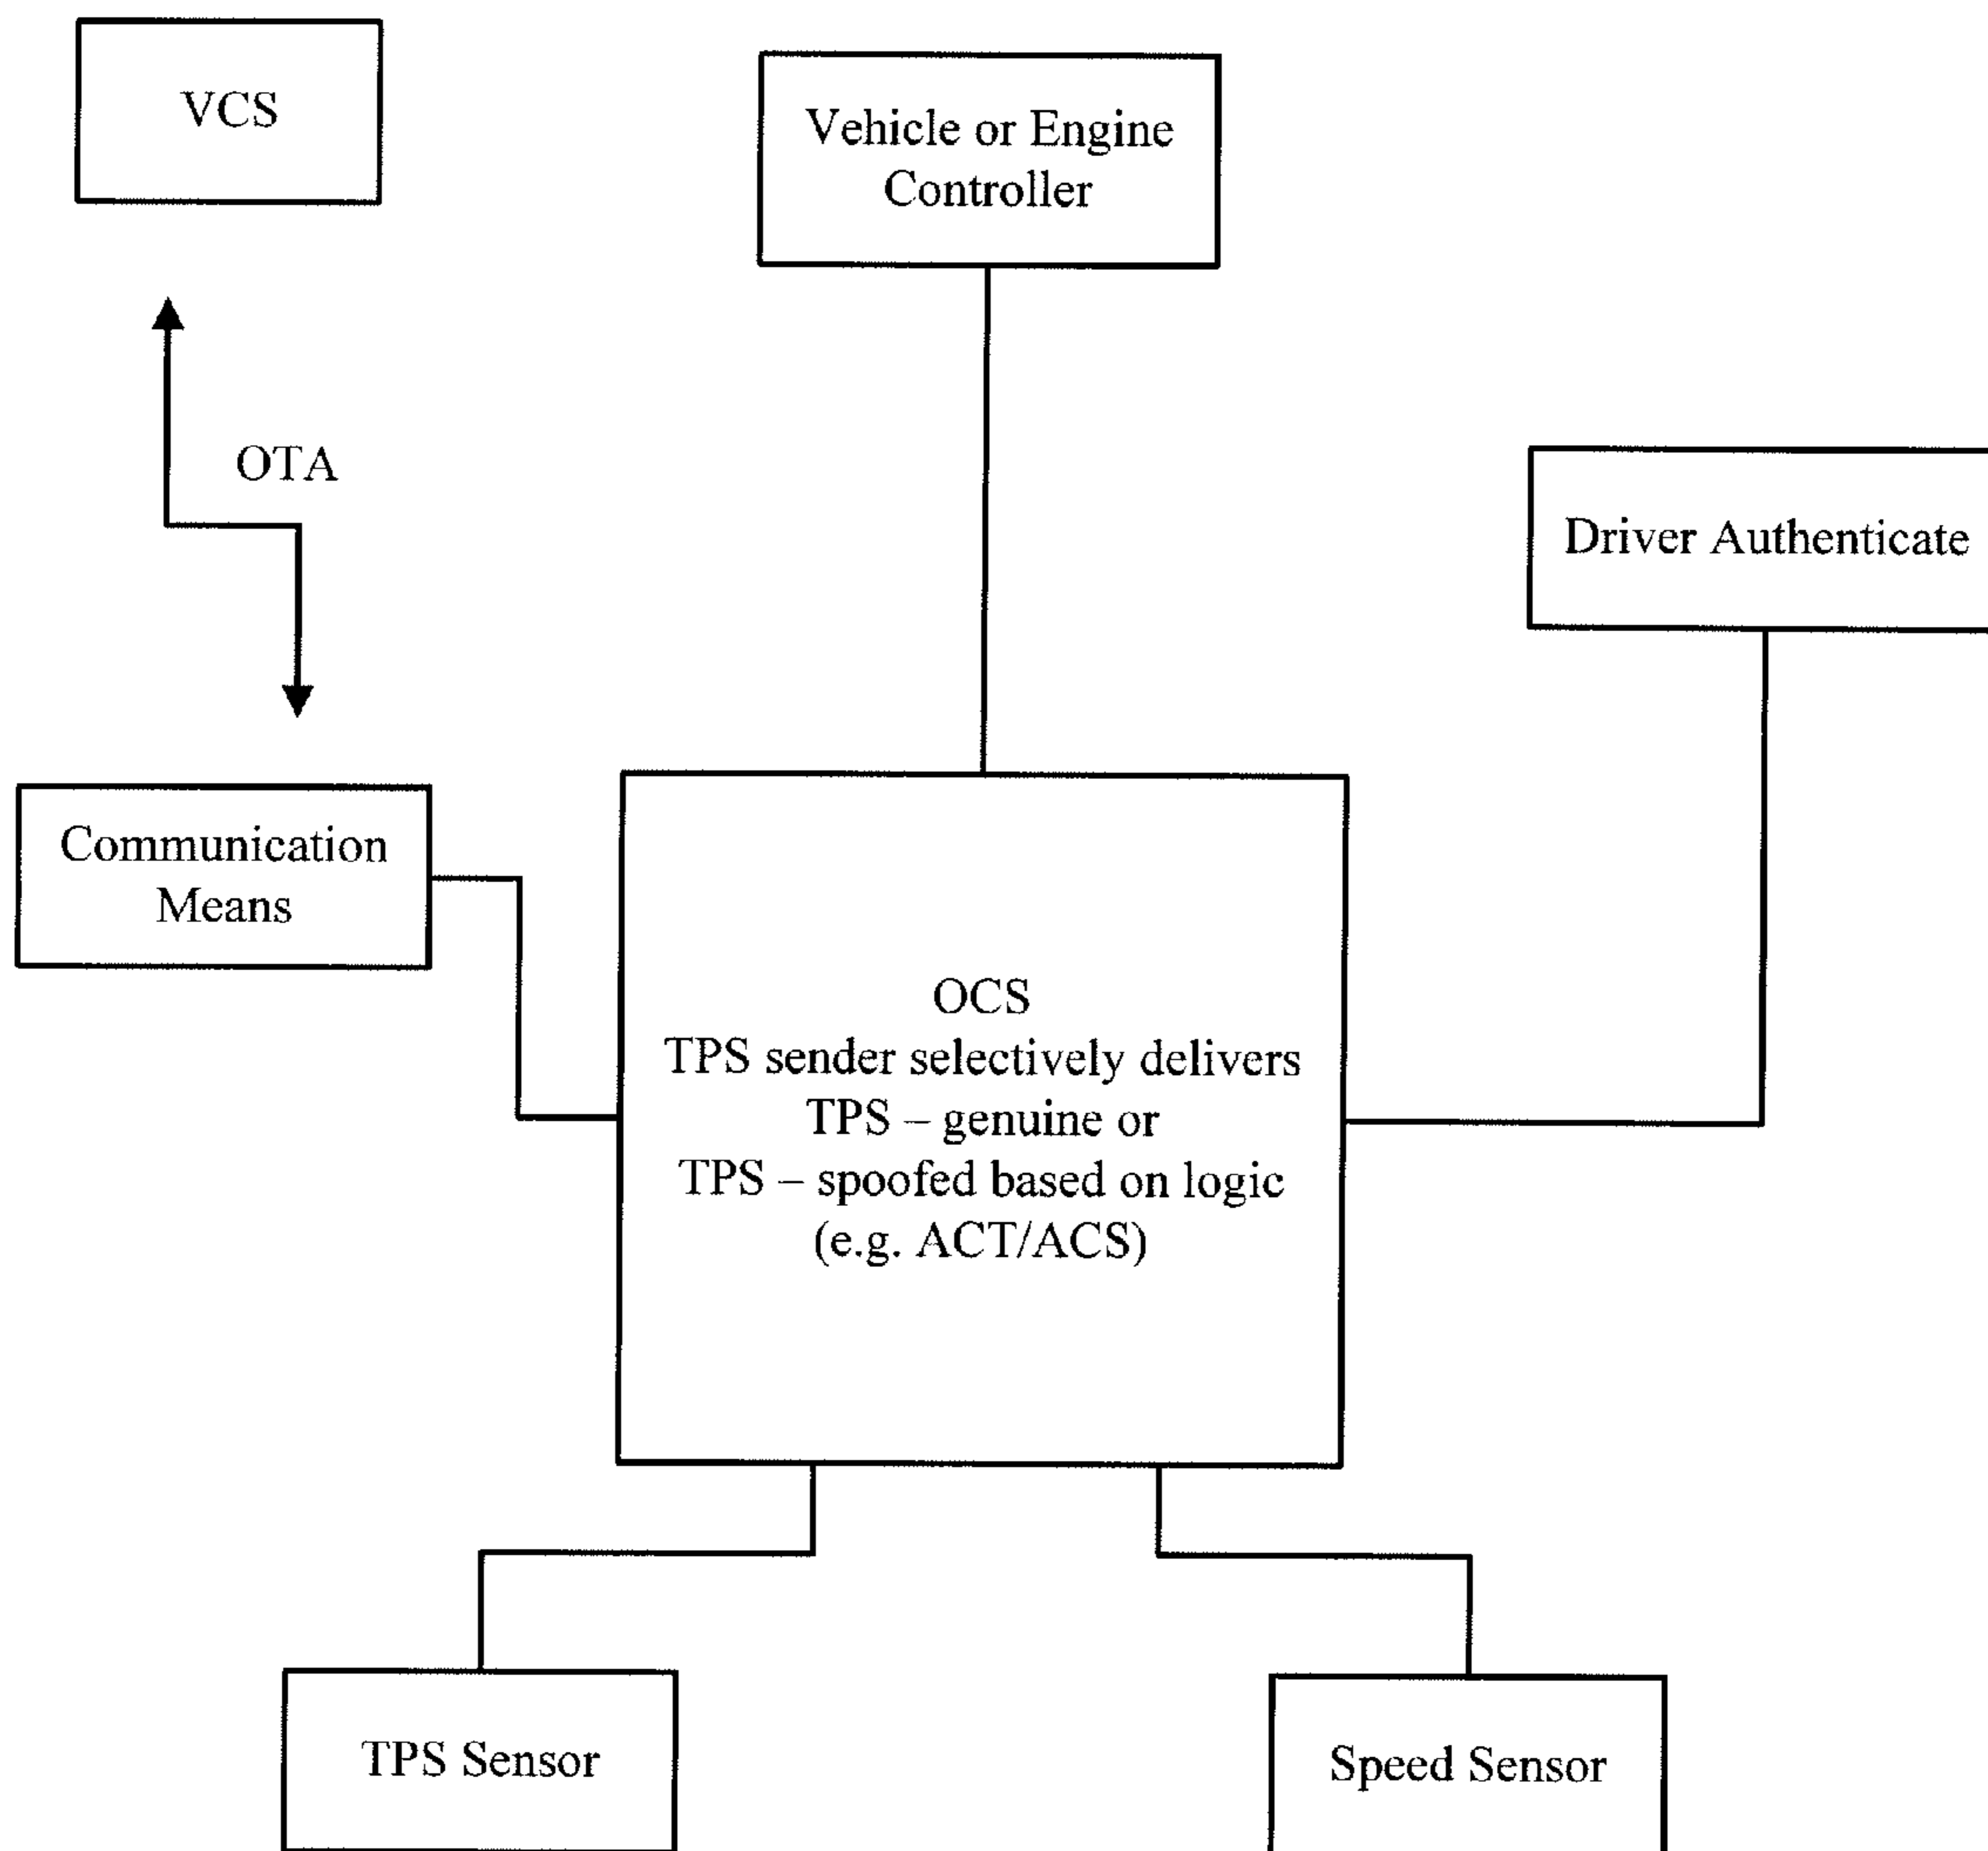 VCS
Vehicle or Engine
Controller
OTA
Driver Authenticate
Communication
Means
OCS
TPS sender selectively delivers
TPS – genuine or
TPS – spoofed based on logic
(e.g. ACT/ACS)
TPS Sensor
Speed Sensor